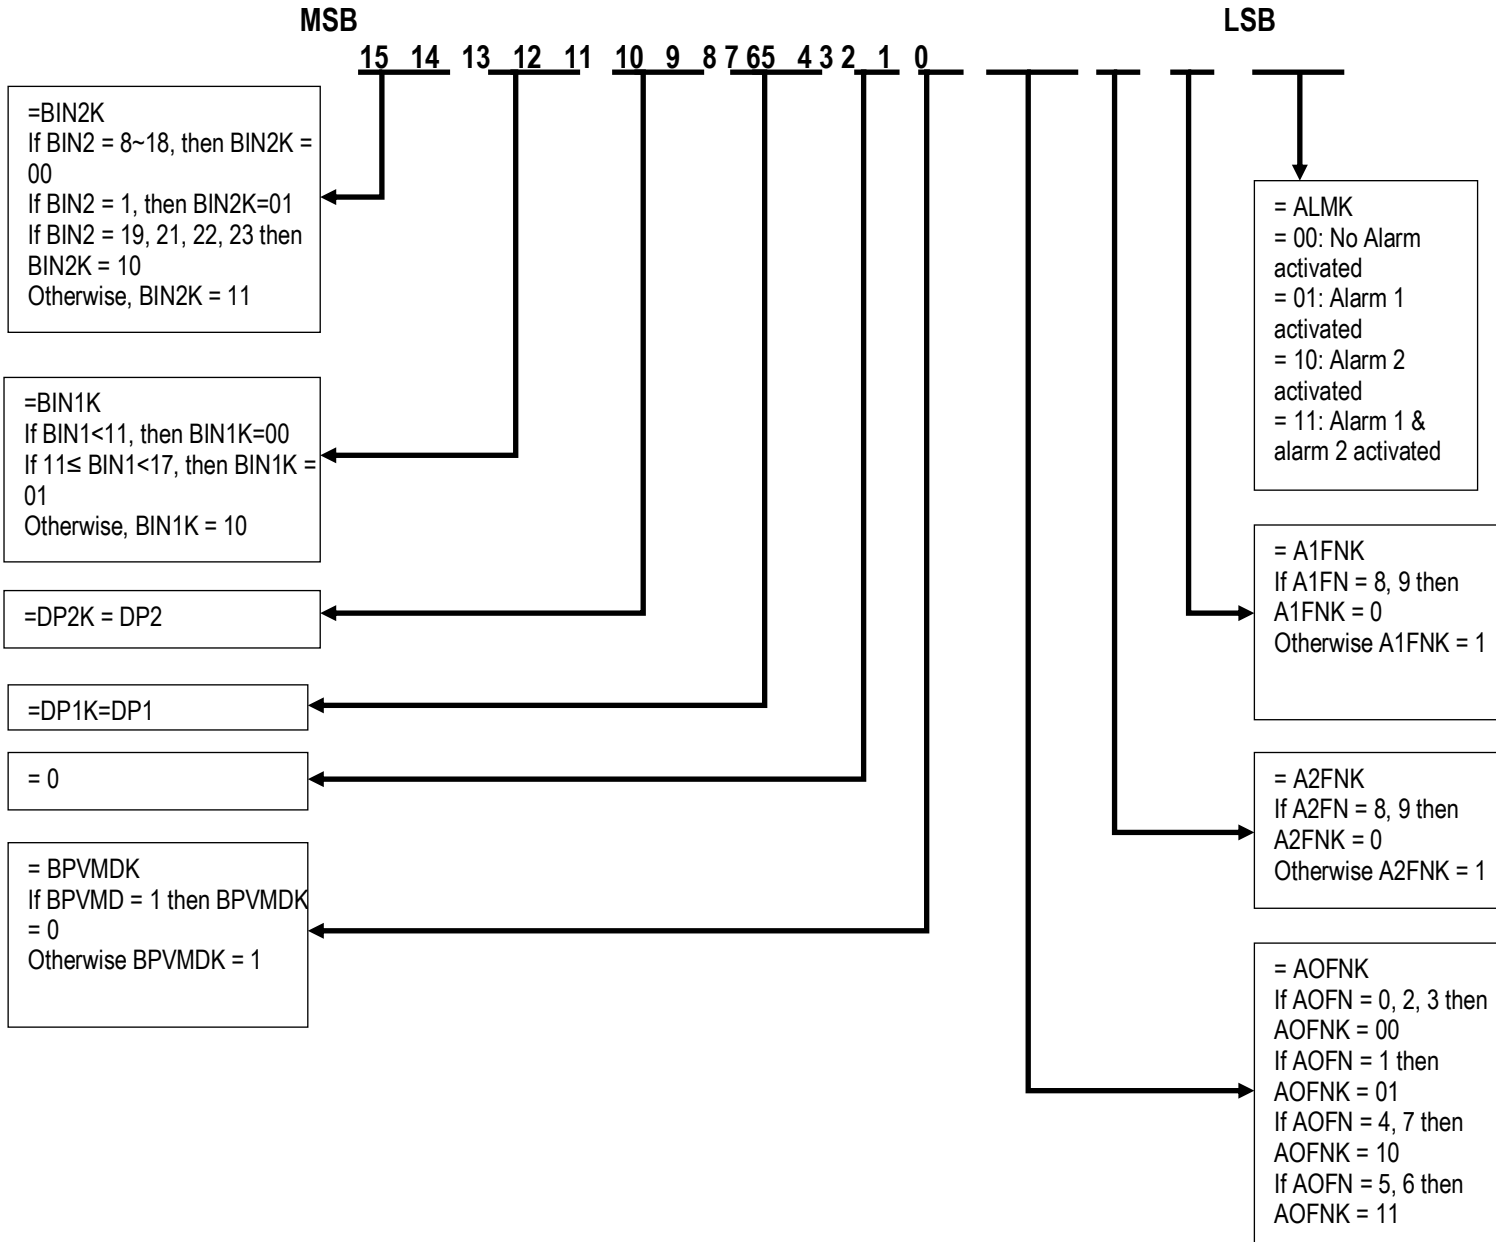 MSB LSB
15 14 13 12 11 10 9 8 7 65 4 3 2 1 0
=BIN2K
If BIN2 = 8~18, then BIN2K =
00
If BIN2 = 1, then BIN2K=01
If BIN2 = 19, 21, 22, 23 then
BIN2K = 10
Otherwise, BIN2K = 11
=BIN1K
If BIN1<11, then BIN1K=00
If 11≤ BIN1<17, then BIN1K =
01
Otherwise, BIN1K = 10
=DP2K = DP2
=DP1K=DP1
= 0
= BPVMDK
If BPVMD = 1 then BPVMDK
= 0
Otherwise BPVMDK = 1
= ALMK
= 00: No Alarm
activated
= 01: Alarm 1
activated
= 10: Alarm 2
activated
= 11: Alarm 1 &
alarm 2 activated
= A1FNK
If A1FN = 8, 9 then
A1FNK = 0
Otherwise A1FNK = 1
= A2FNK
If A2FN = 8, 9 then
A2FNK = 0
Otherwise A2FNK = 1
= AOFNK
If AOFN = 0, 2, 3 then
AOFNK = 00
If AOFN = 1 then
AOFNK = 01
If AOFN = 4, 7 then
AOFNK = 10
If AOFN = 5, 6 then
AOFNK = 11